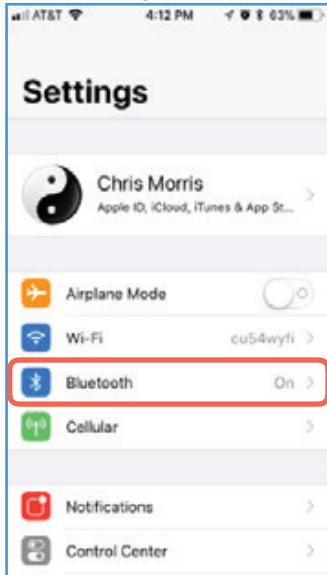 AT&T 4:12 PM 63%
Settings
Chris Morris
Apple ID, iCloud, iTunes & App St...
Airplane Mode
Wi-Fi cu54wyfi
Bluetooth On
Cellular
Notifications
Control Center